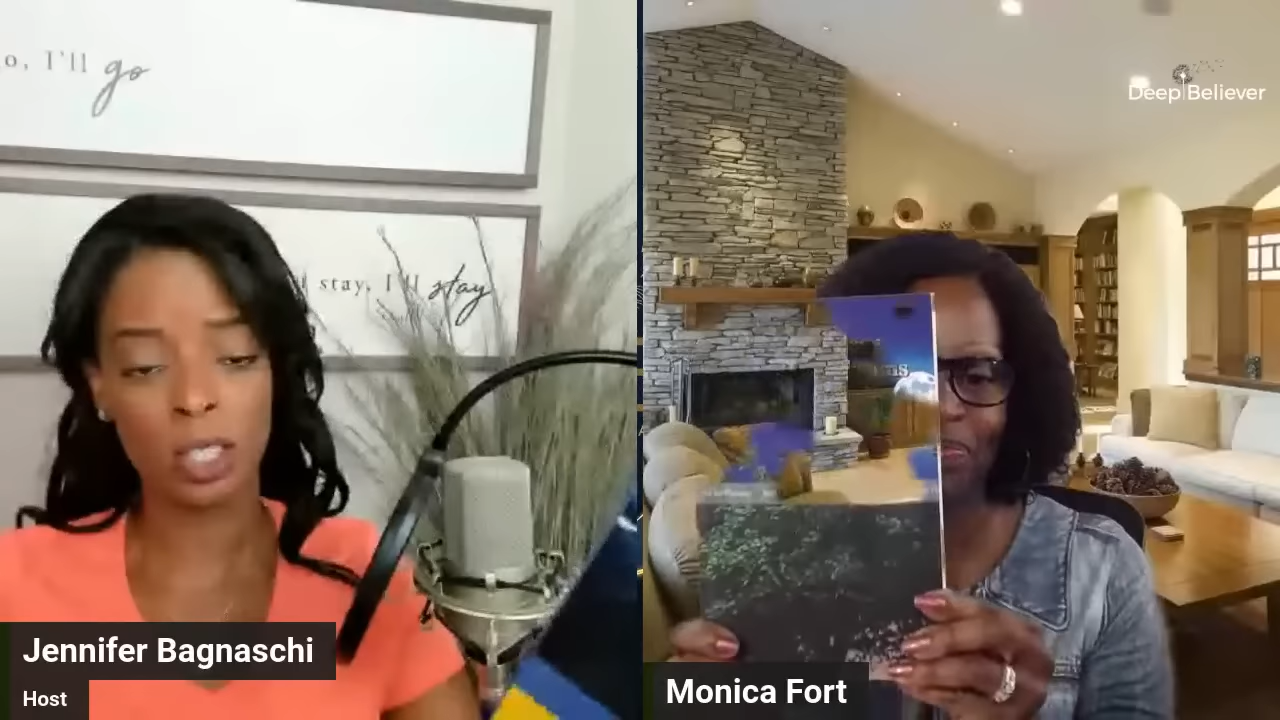 o, I'll go
I stay, I'll stay
Deep Believer
Jennifer Bagnaschi
Host
Monica Fort